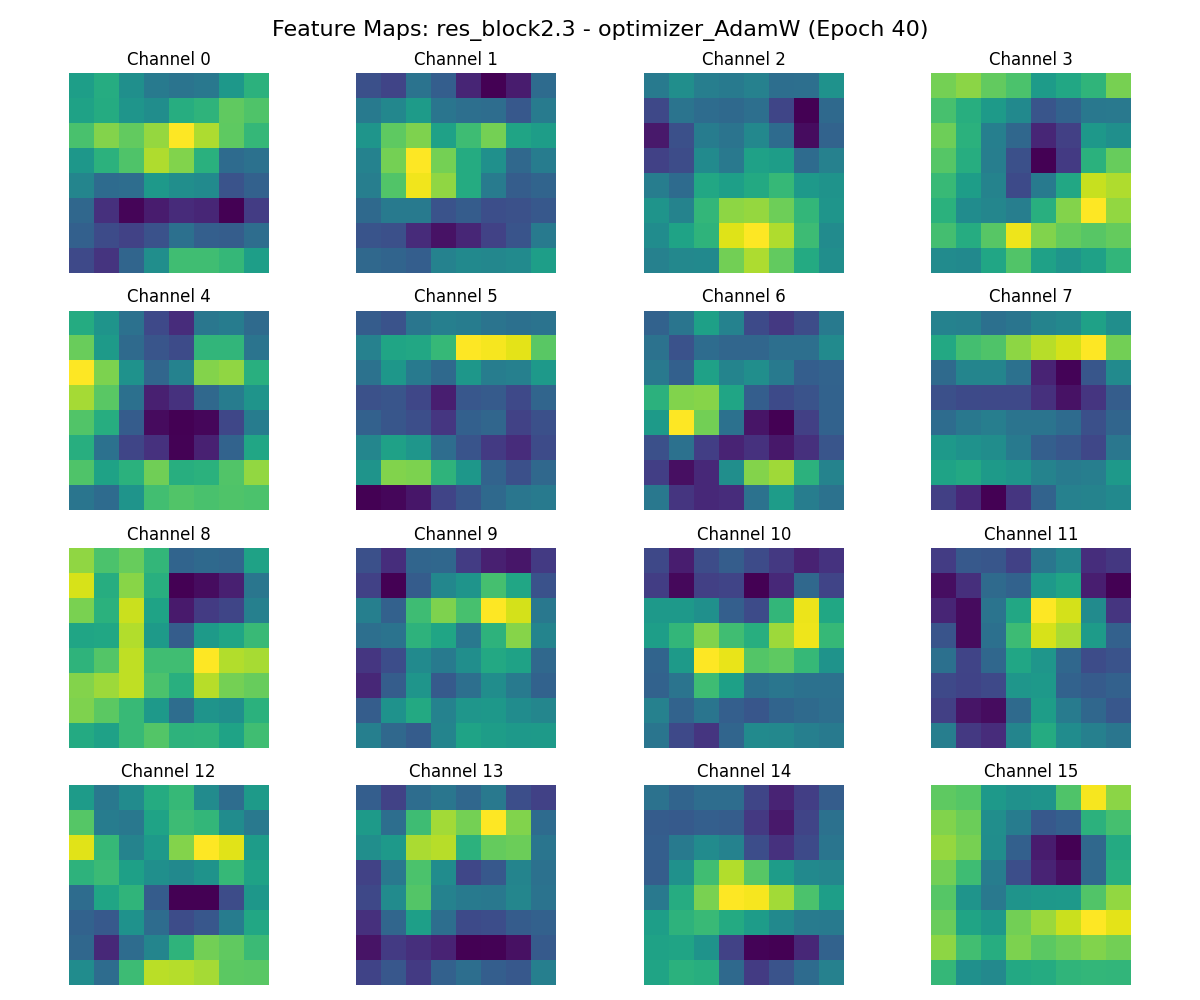 Feature Maps: res_block2.3 - optimizer_AdamW (Epoch 40)
Channel 0
Channel 1
Channel 2
Channel 3
Channel 4
Channel 5
Channel 6
Channel 7
Channel 8
Channel 9
Channel 10
Channel 11
Channel 12
Channel 13
Channel 14
Channel 15